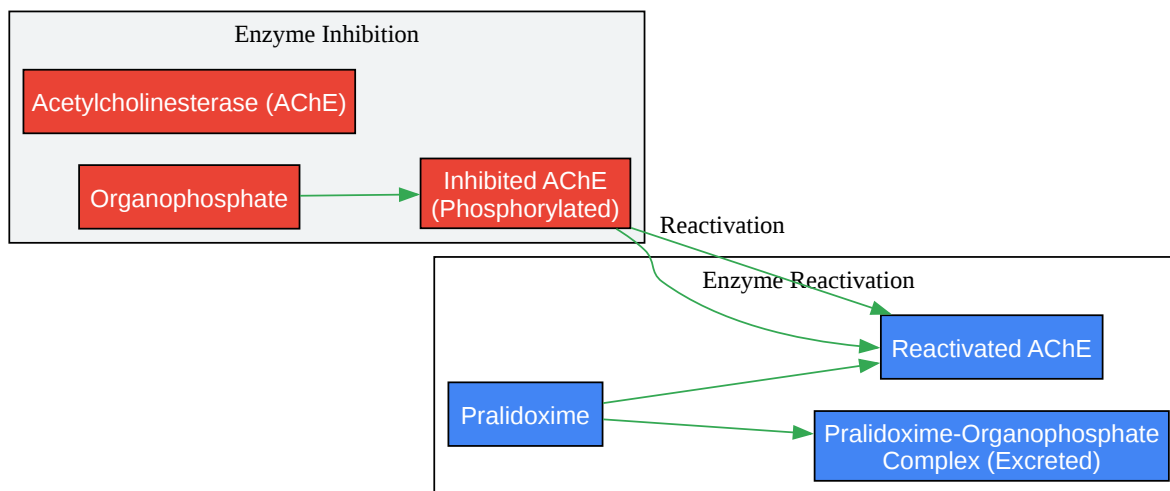 Enzyme Inhibition
Acetylcholinesterase (AChE)
Organophosphate
Inhibited AChE
(Phosphorylated)
Reactivation
Enzyme Reactivation
Reactivated AChE
Pralidoxime
Pralidoxime-Organophosphate
Complex (Excreted)